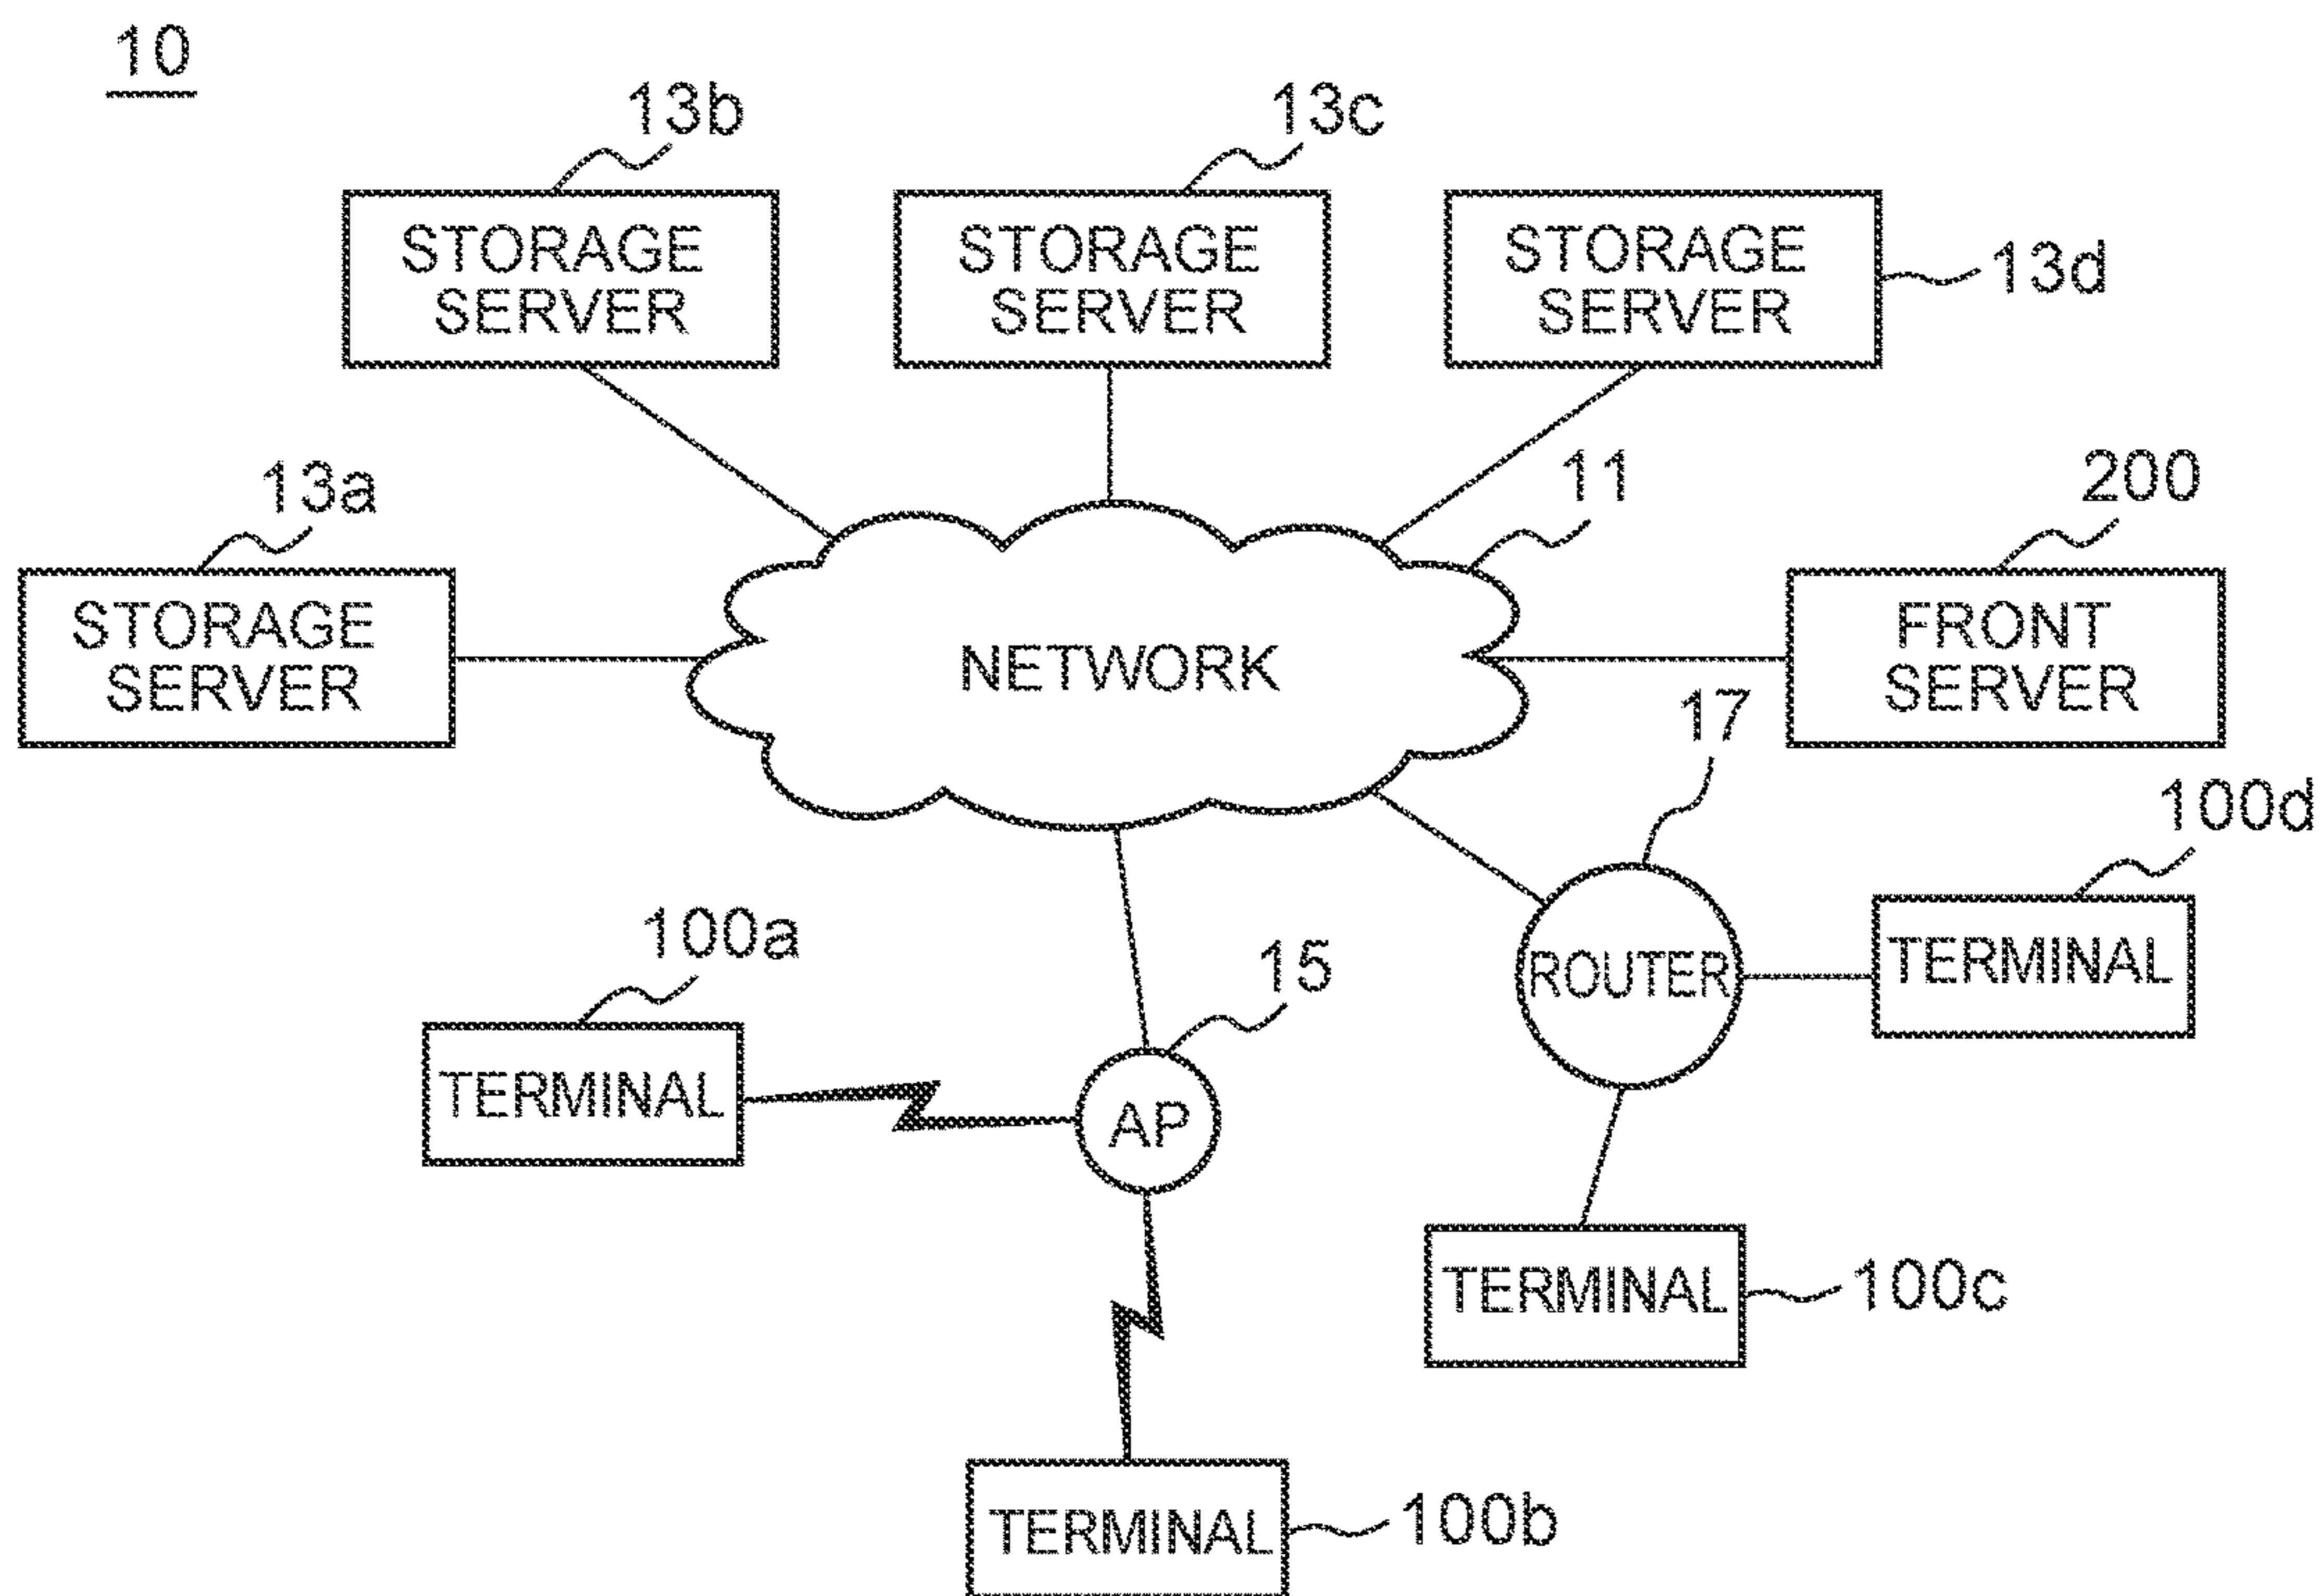 10
13b
13c
STORAGE
SERVER
STORAGE
SERVER
STORAGE
SERVER
13d
13a
11
200
STORAGE
SERVER
NETWORK
FRONT
SERVER
17
100d
100a
15
ROUTER
TERMINAL
TERMINAL
AP
TERMINAL
100c
TERMINAL
100b